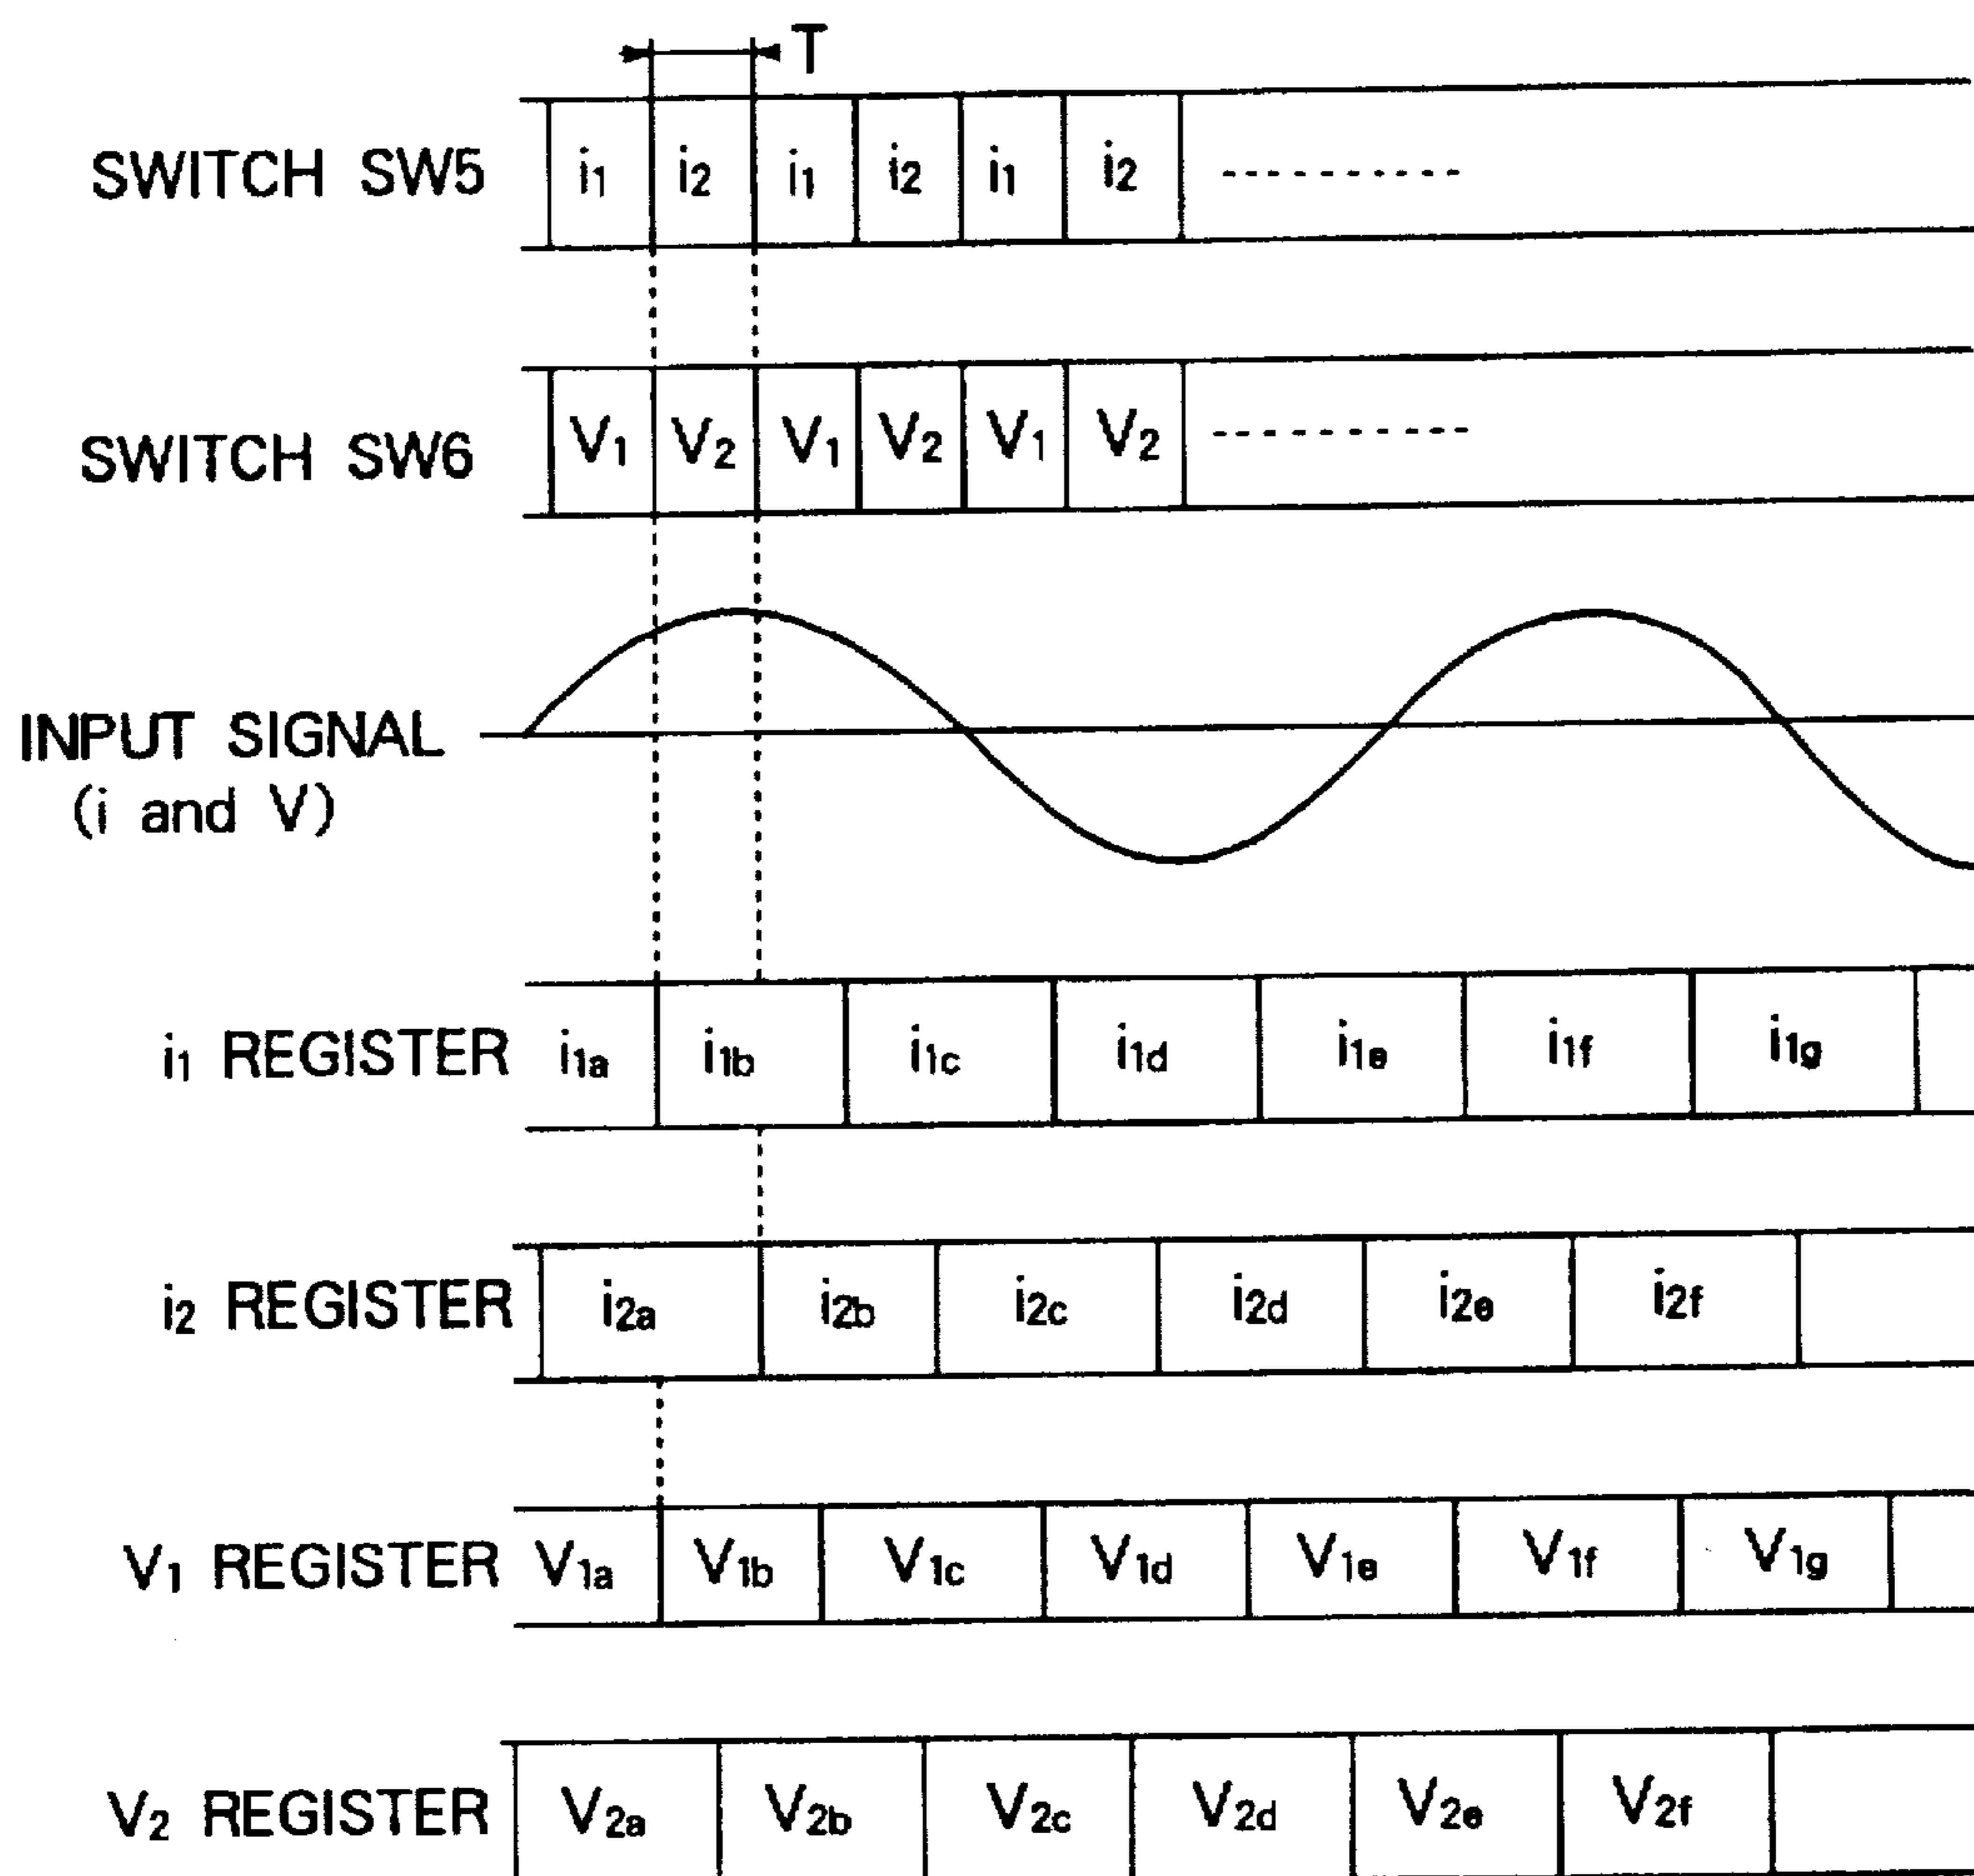 T
SWITCH SW5 i1 i2 i1 i2 i1 i2
SWITCH SW6 V1 V2 V1 V2 V1 V2
INPUT SIGNAL
(i and V)
i1 REGISTER i1a i1b i1c i1d i1e i1f i1g
i2 REGISTER i2a i2b i2c i2d i2e i2f
V1 REGISTER V1a V1b V1c V1d V1e V1f V1g
V2 REGISTER V2a V2b V2c V2d V2e V2f